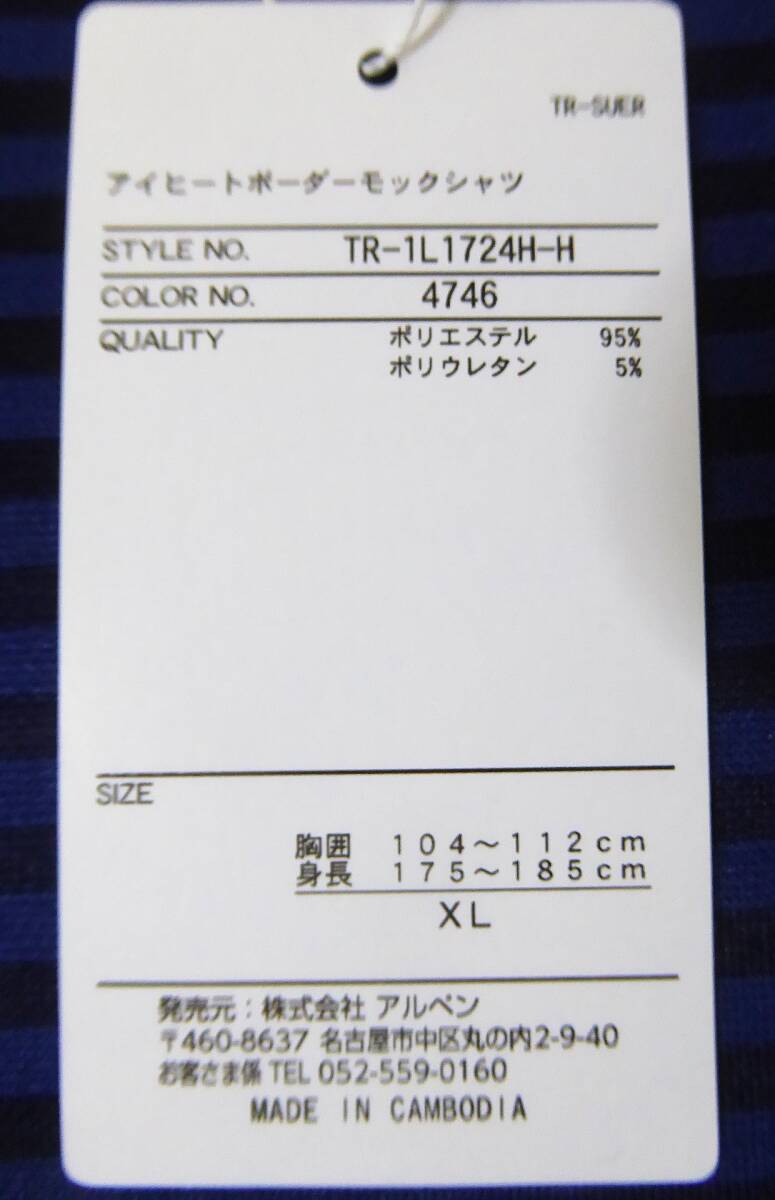 TR-SUER
アイヒートボーダーモックシャツ
STYLE NO. TR-1L1724H-H
COLOR NO. 4746
QUALITY ポリエステル 95%
ポリウレタン 5%
SIZE
胸囲 104〜112cm
身長 175〜185cm
XL
発売元：株式会社 アルペン
〒460-8637 名古屋市中区丸の内2-9-40
お客さま係 TEL 052-559-0160
MADE IN CAMBODIA